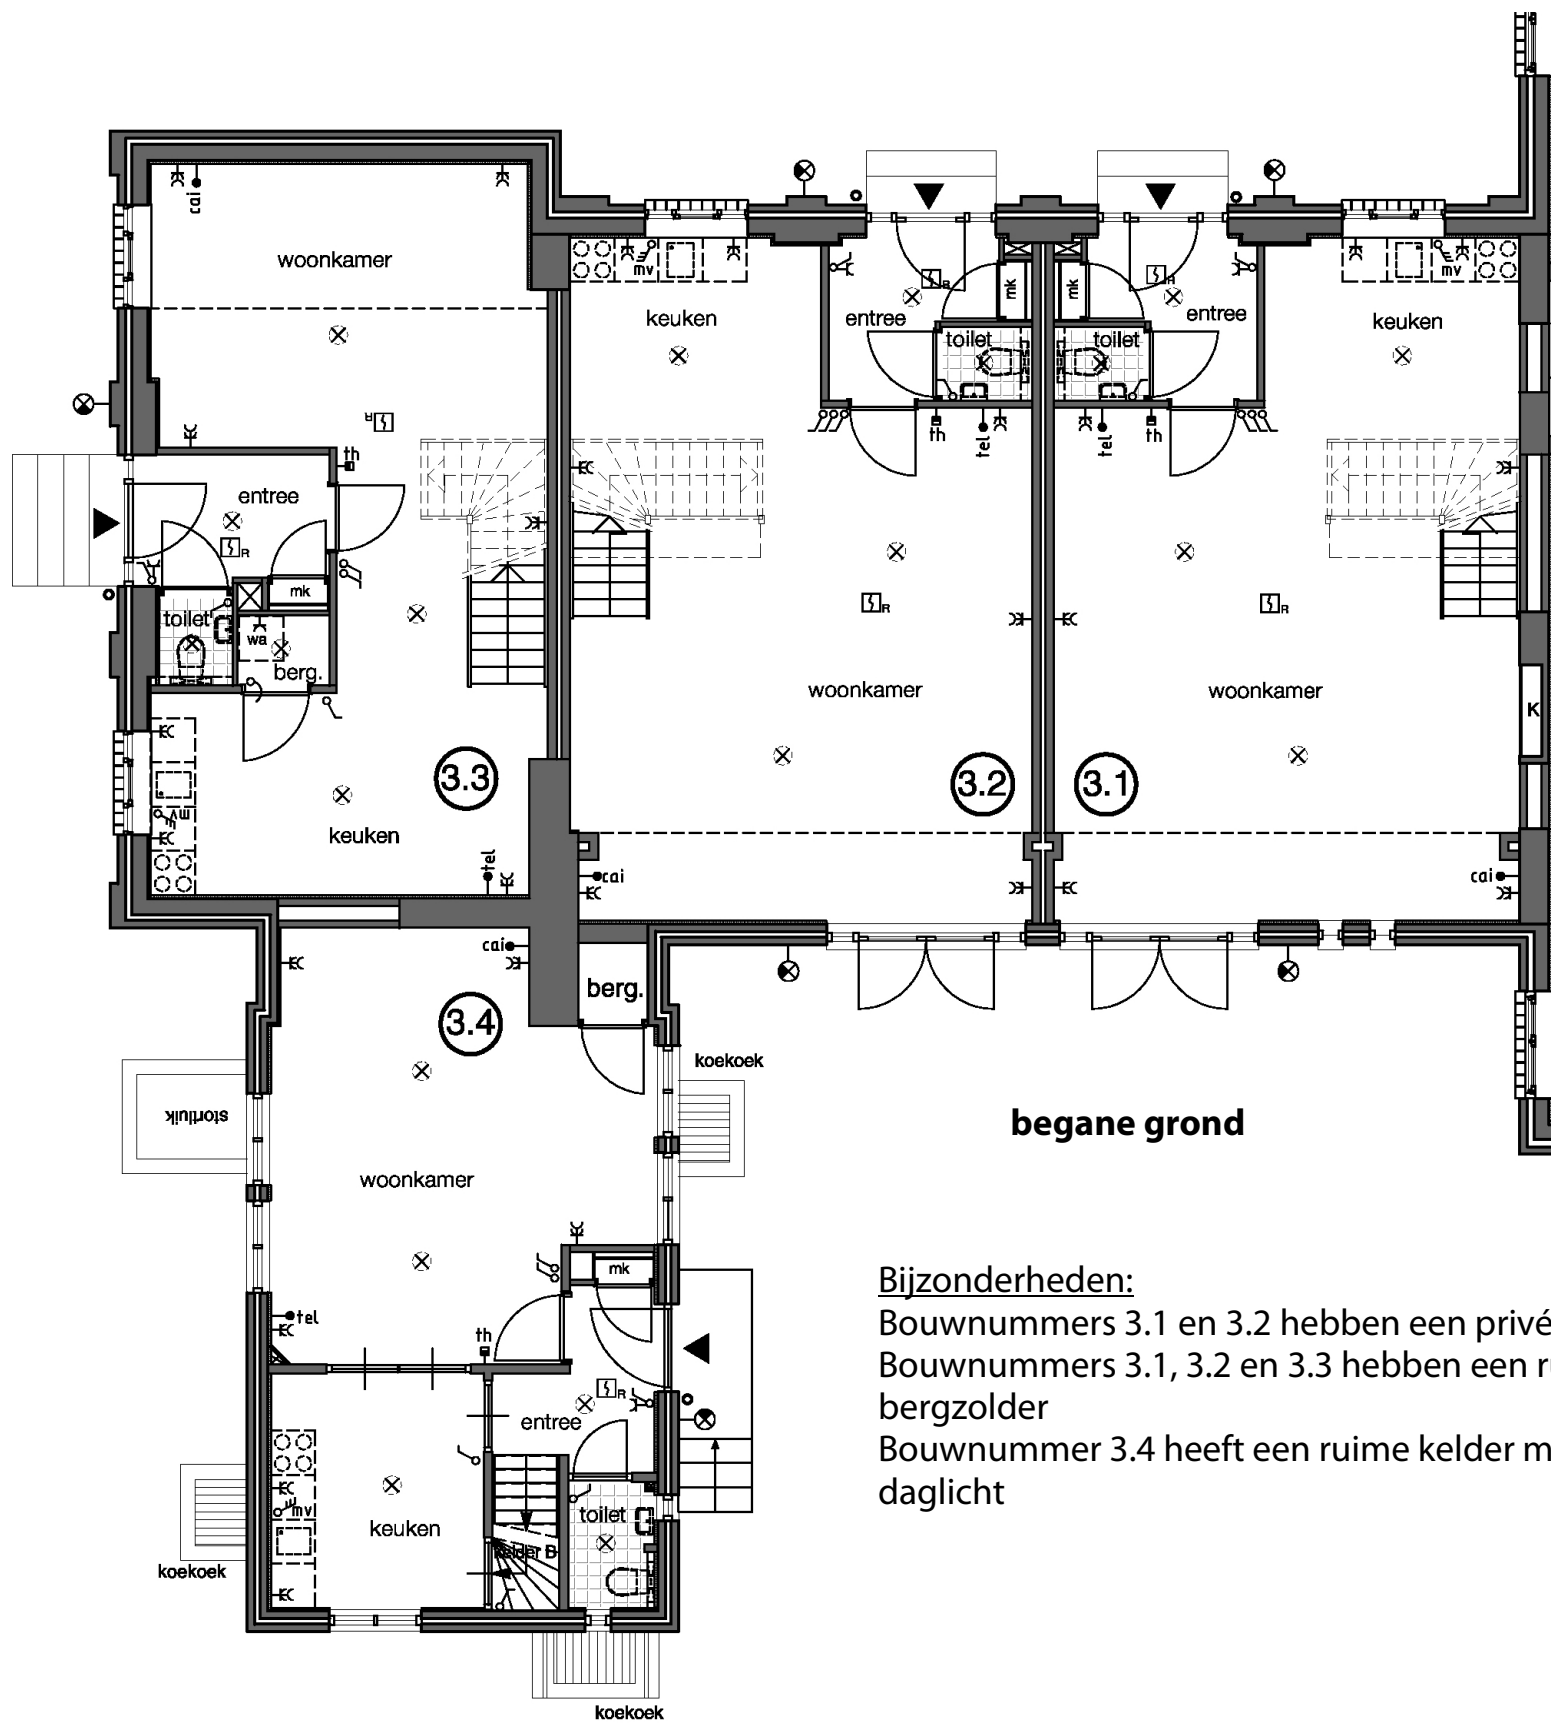 cai
woonkamer
th
entree
mk
toilet
wa
berg.
3.3
mv
keuken
tel
mv
keuken
entree
mk
toilet
th
tel
woonkamer
3.2
cai
mk
entree
toilet
tel
th
mv
keuken
woonkamer
K
3.1
cai
R
R
R
R
R
R
cai
berg.
3.4
koekoek
stortluik
woonkamer
mk
tel
th
R
entree
mv
keuken
kelder B
toilet
koekoek
koekoek
begane grond
Bijzonderheden:
Bouwnummers 3.1 en 3.2 hebben een privé
Bouwnummers 3.1, 3.2 en 3.3 hebben een r
bergzolder
Bouwnummer 3.4 heeft een ruime kelder m
daglicht